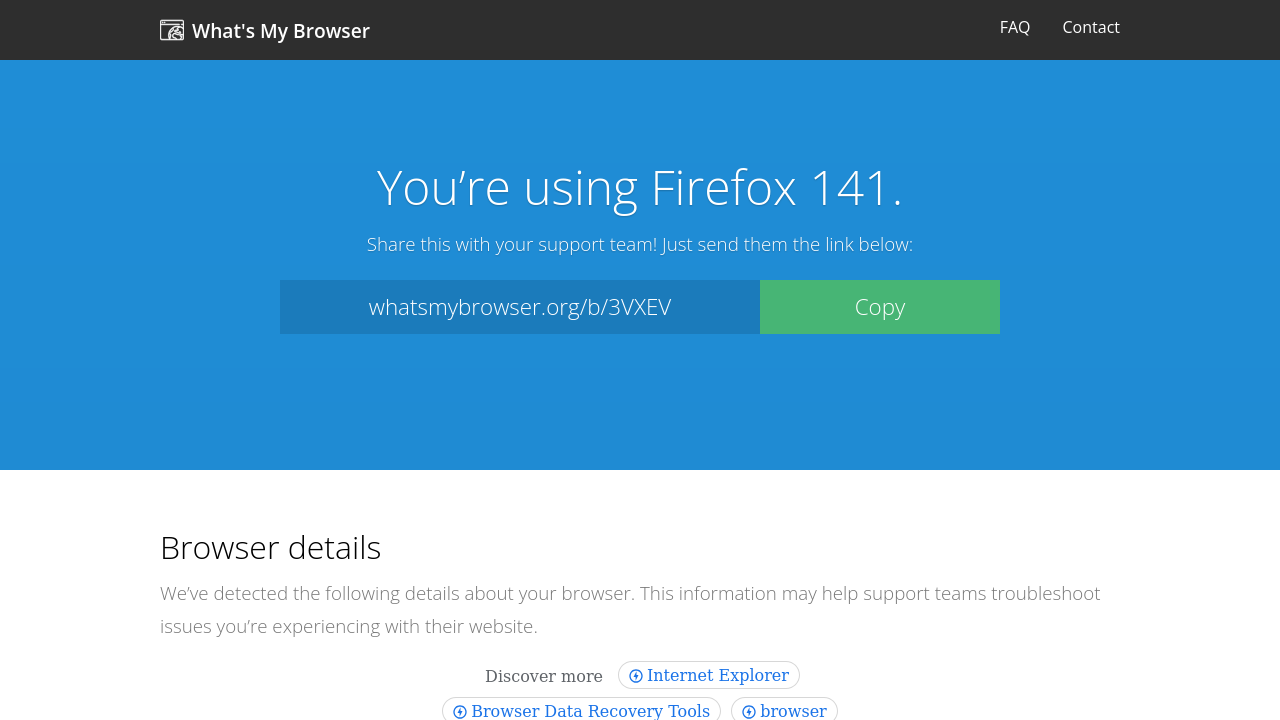 What's My Browser
FAQ
Contact
You’re using Firefox 141.
Share this with your support team! Just send them the link below:
whatsmybrowser.org/b/3VXEV
Copy
Browser details
We’ve detected the following details about your browser. This information may help support teams troubleshoot
issues you’re experiencing with their website.
Discover more
Internet Explorer
Browser Data Recovery Tools
browser